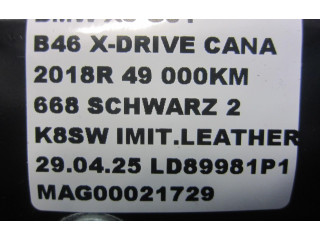 B46 X-DRIVE CANA
2018R 49 000KM
668 SCHWARZ 2
K8SW IMIT.LEATHER
29.04.25 LD89981P1
MAG00021729